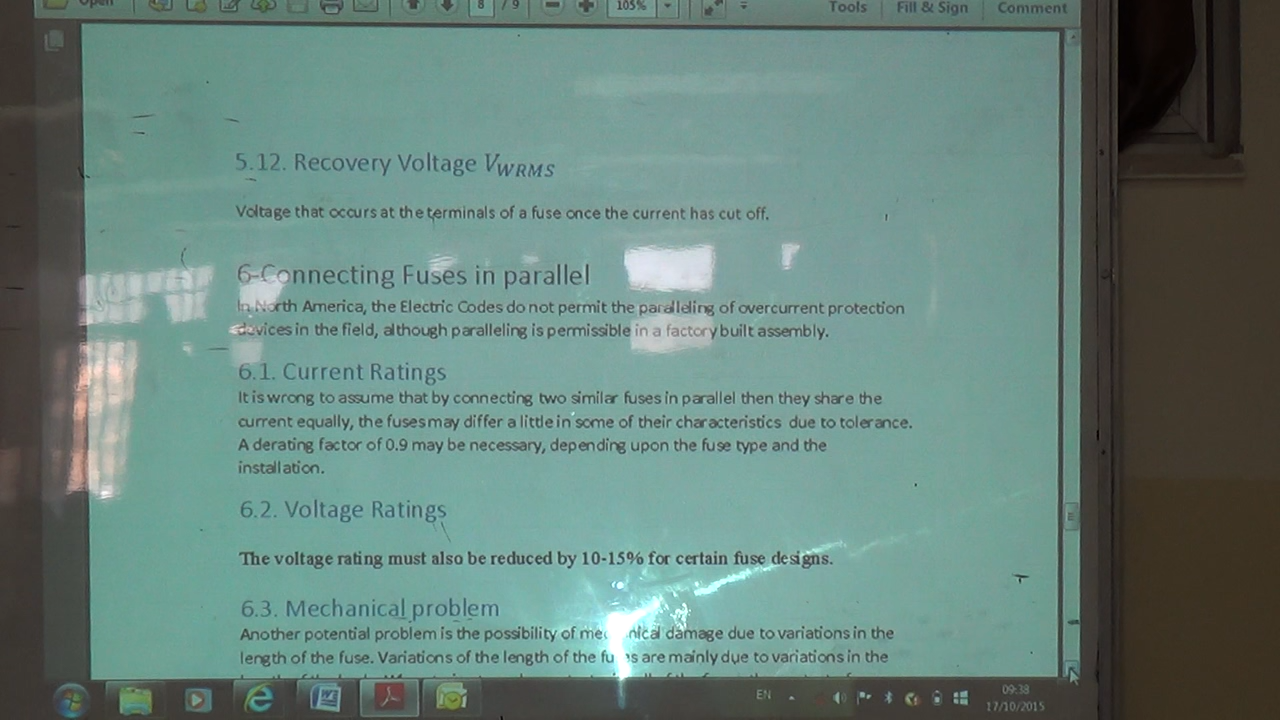 Open
8 / 9
105%
Tools
Fill & Sign
Comment
5.12. Recovery Voltage VWRMS
Voltage that occurs at the terminals of a fuse once the current has cut off.
6-Connecting Fuses in parallel
In North America, the Electric Codes do not permit the paralleling of overcurrent protection
devices in the field, although paralleling is permissible in a factory built assembly.
6.1. Current Ratings
It is wrong to assume that by connecting two similar fuses in parallel then they share the
current equally, the fuses may differ a little in some of their characteristics due to tolerance.
A derating factor of 0.9 may be necessary, depending upon the fuse type and the
installation.
6.2. Voltage Ratings
The voltage rating must also be reduced by 10-15% for certain fuse designs.
6.3. Mechanical problem
Another potential problem is the possibility of mechanical damage due to variations in the
length of the fuse. Variations of the length of the fuses are mainly due to variations in the
EN
09:38
17/10/2015